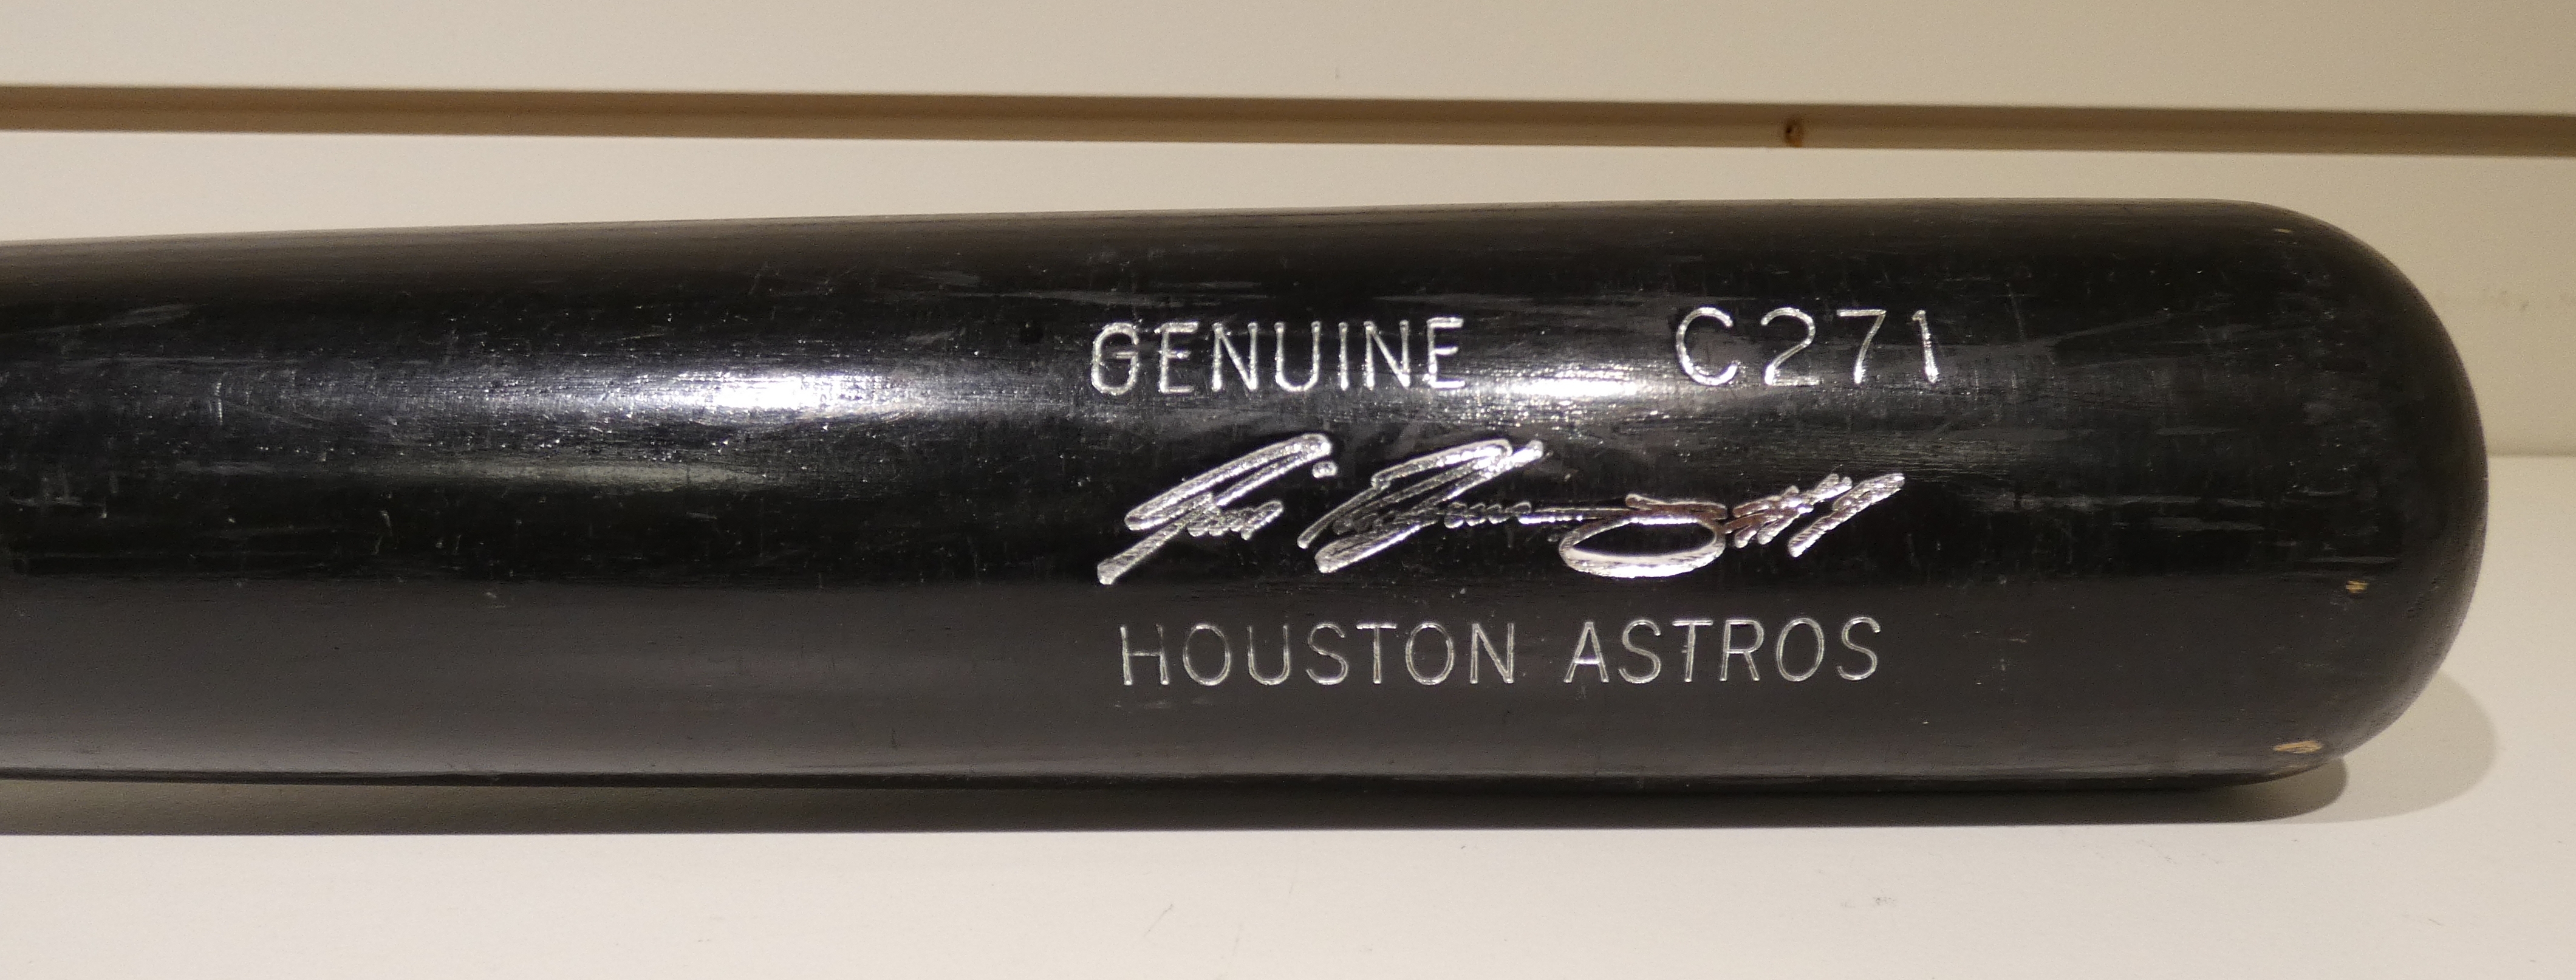 GENUINE C271
HOUSTON ASTROS